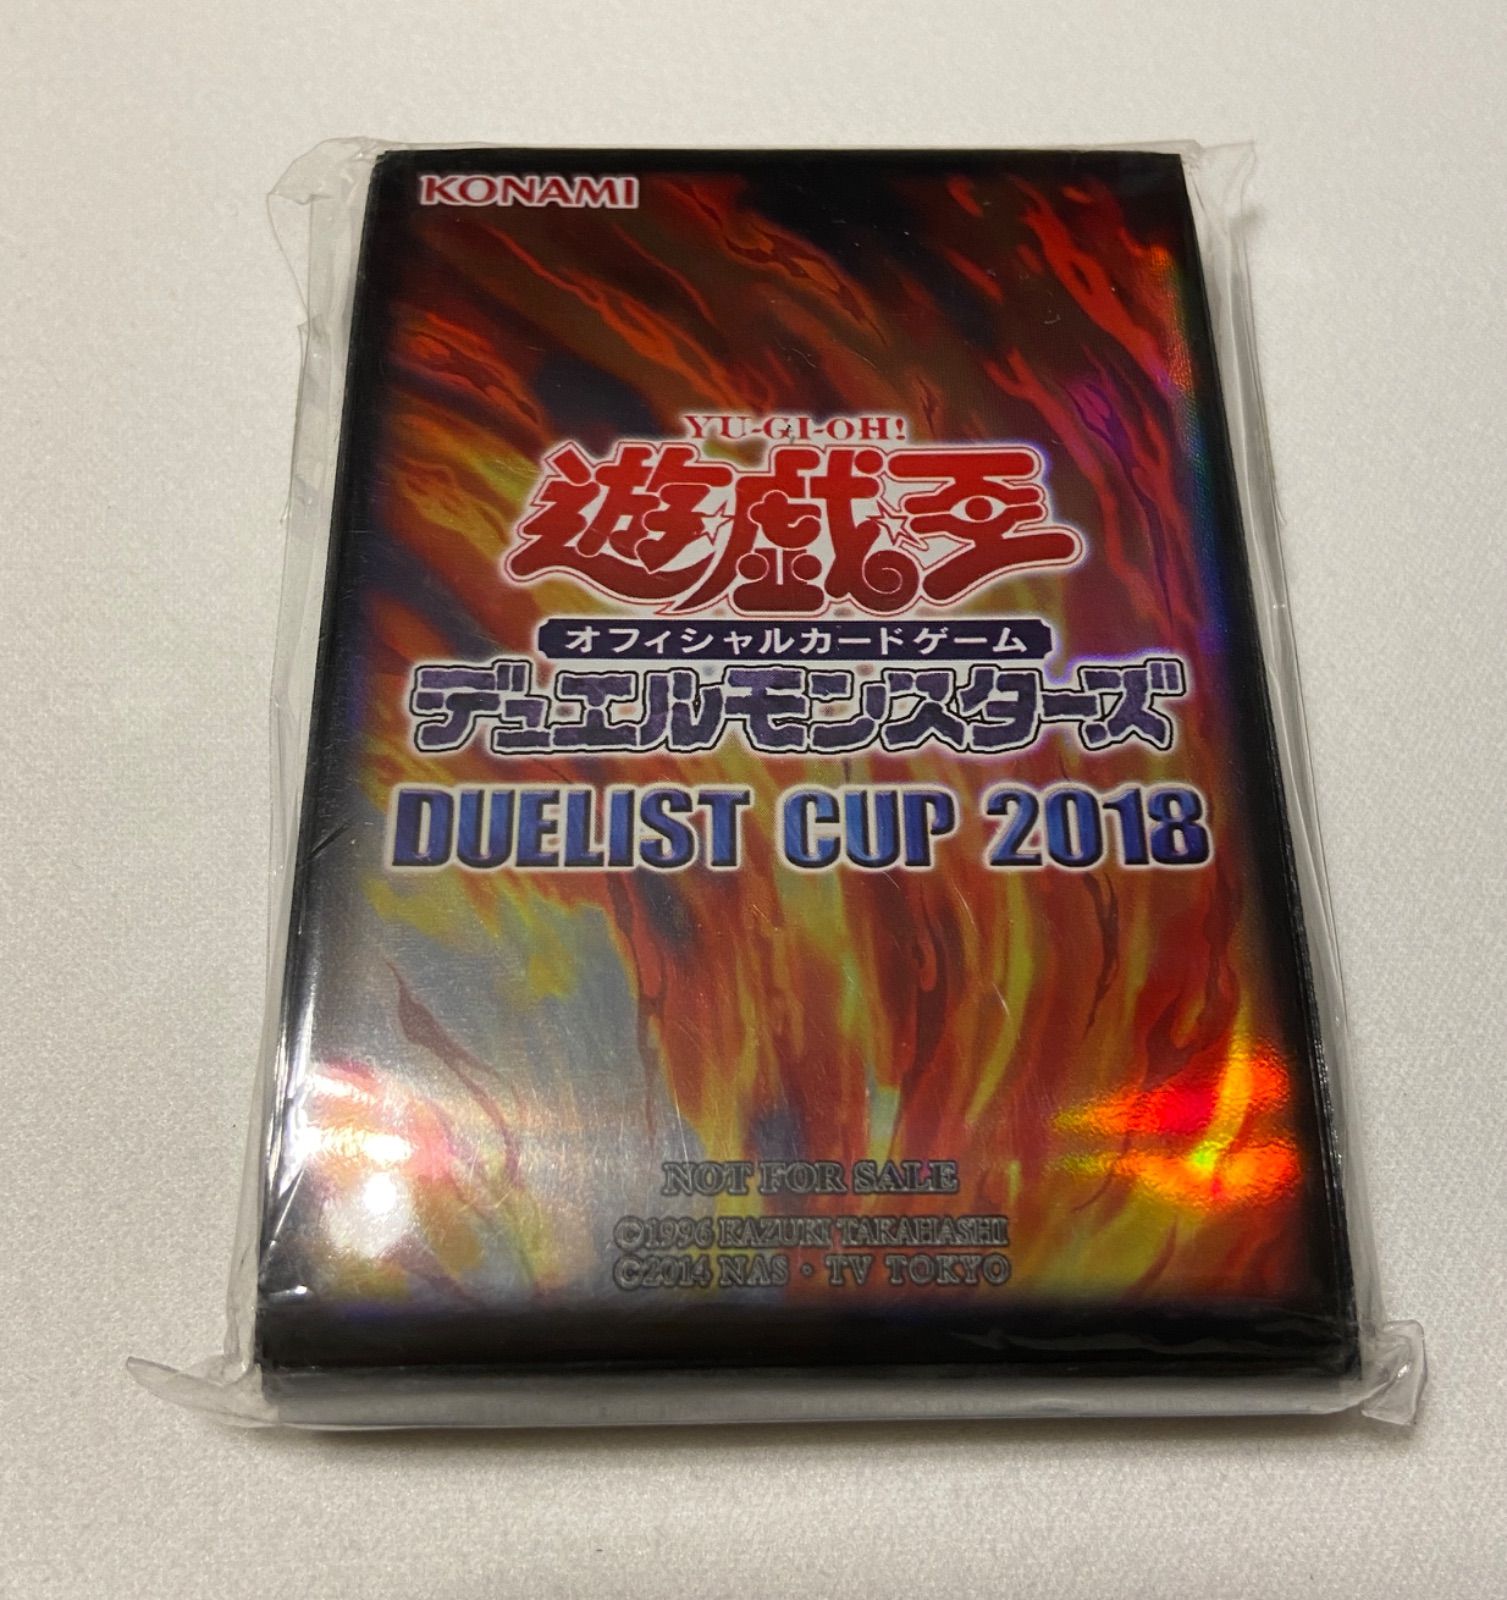 KONAMI
YU-GI-OH!
遊戯王
オフィシャルカードゲーム
デュエルモンスターズ
DUELIST CUP 2018
NOT FOR SALE
©1996 KAZUKI TAKAHASHI
©2014 NAS・TV TOKYO